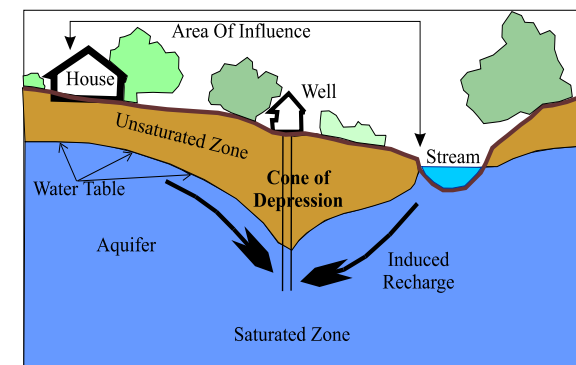 Area Of Influence
House
Well
Unsaturated Zone
Stream
Cone of
Depression
Water Table
Aquifer
Induced
Recharge
Saturated Zone